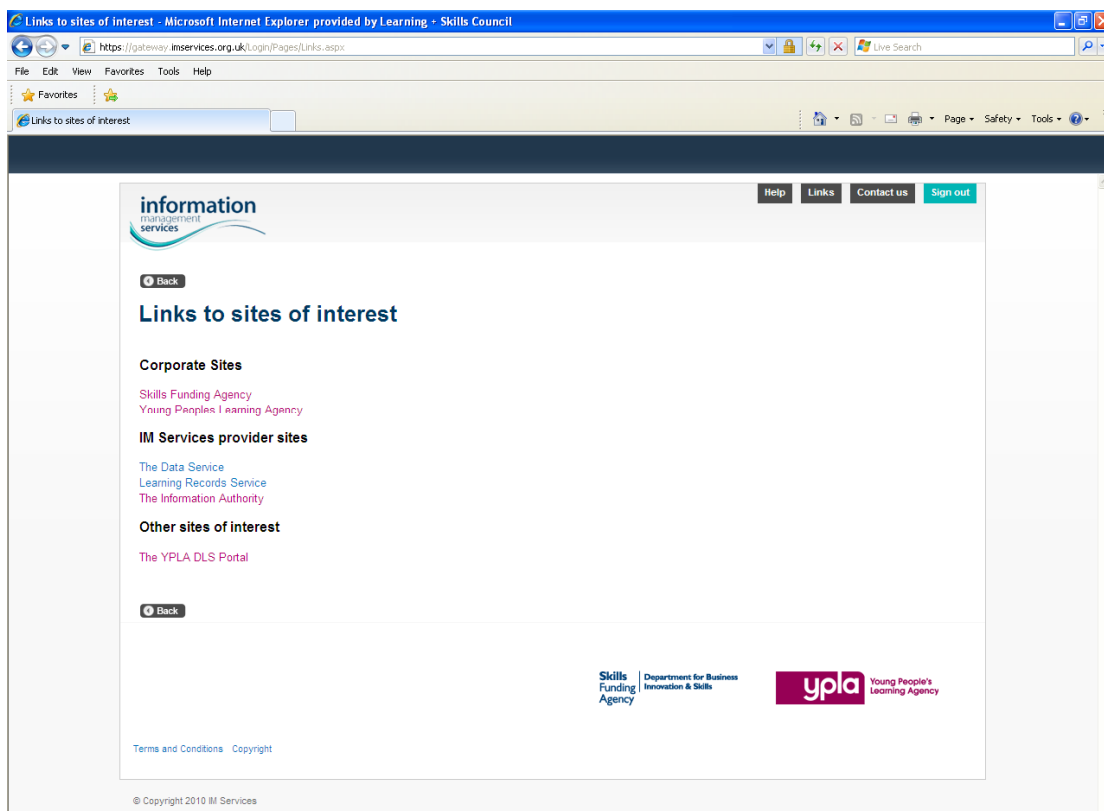 Links to sites of interest - Microsoft Internet Explorer provided by Learning + Skills Council
https://gateway.imservices.org.uk/Login/Pages/Links.aspx
Live Search
File Edit View Favorites Tools Help
Favorites
Links to sites of interest
Page Safety Tools
information
management
services
Help Links Contact us Sign out
Back
Links to sites of interest
Corporate Sites
Skills Funding Agency
Young Peoples Learning Agency
IM Services provider sites
The Data Service
Learning Records Service
The Information Authority
Other sites of interest
The YPLA DLS Portal
Back
Skills
Funding
Agency
Department for Business
Innovation & Skills
ypla
Young People's
Learning Agency
Terms and Conditions Copyright
© Copyright 2010 IM Services